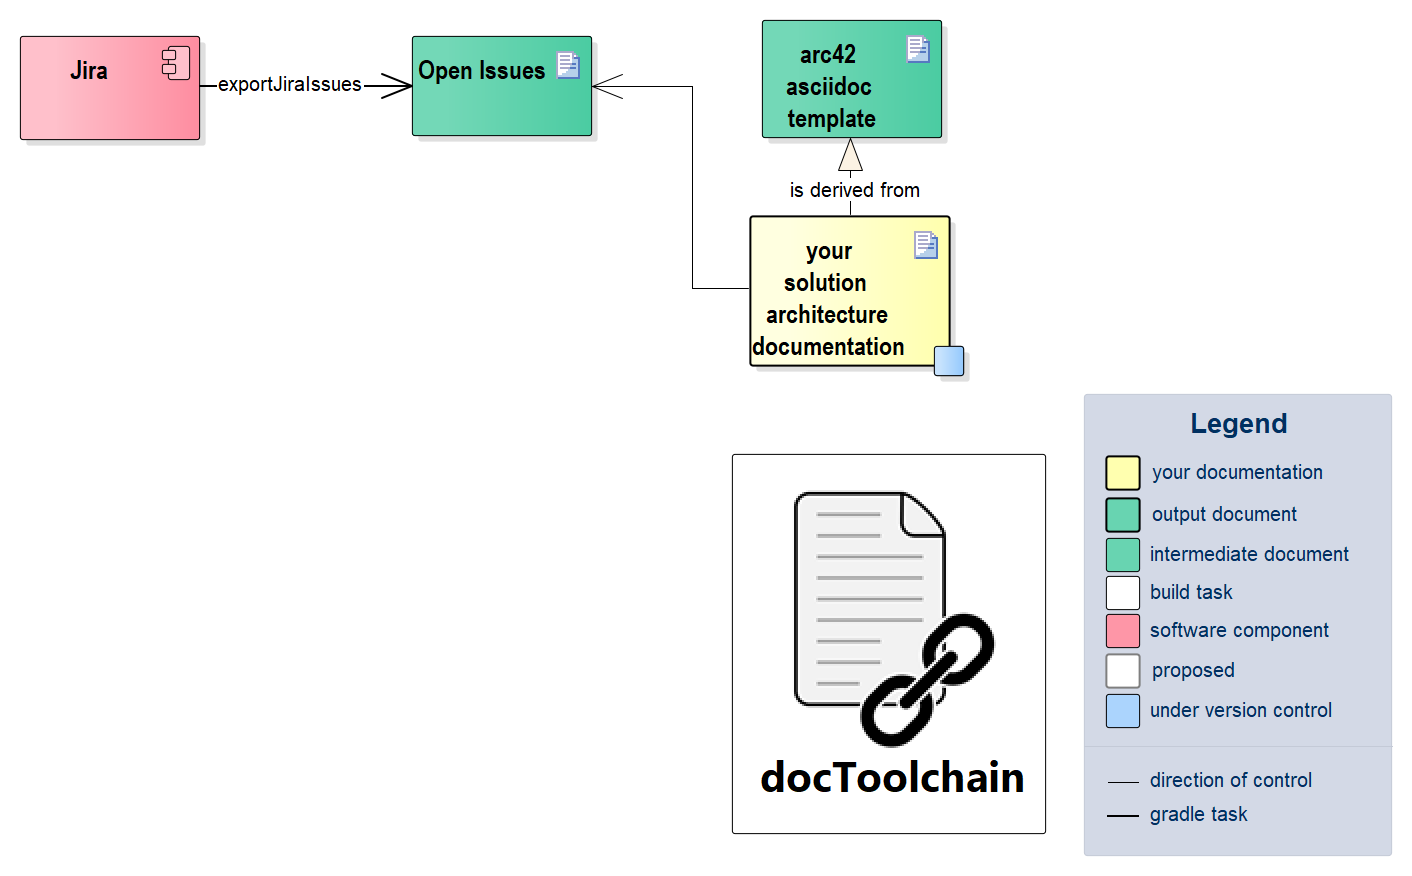 Jira
exportJiraIssues
Open Issues
arc42
asciidoc
template
is derived from
your
solution
architecture
documentation
docToolchain
Legend
your documentation
output document
intermediate document
build task
software component
proposed
under version control
direction of control
gradle task